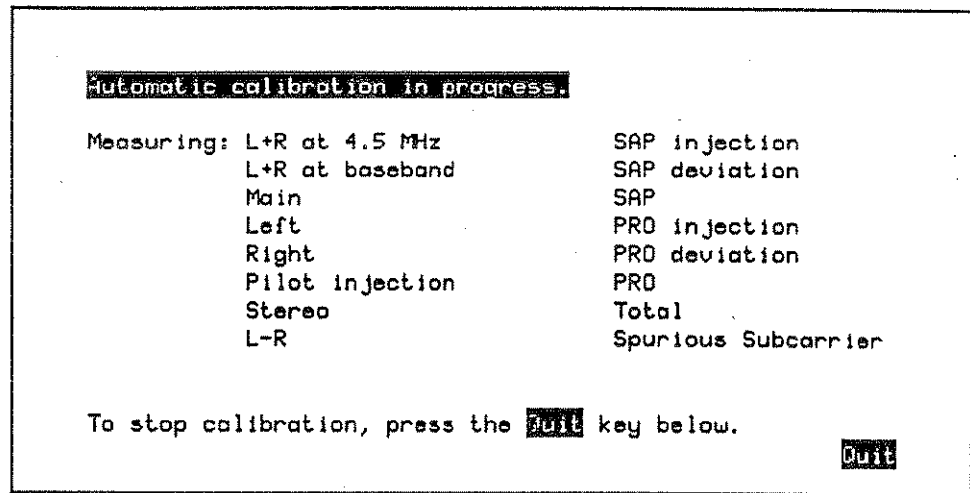 Automatic calibration in progress.
Measuring: L+R at 4.5 MHz SAP injection
L+R at baseband SAP deviation
Main SAP
Left PRO injection
Right PRO deviation
Pilot injection PRO
Stereo Total
L-R Spurious Subcarrier
To stop calibration, press the Quit key below.
Quit